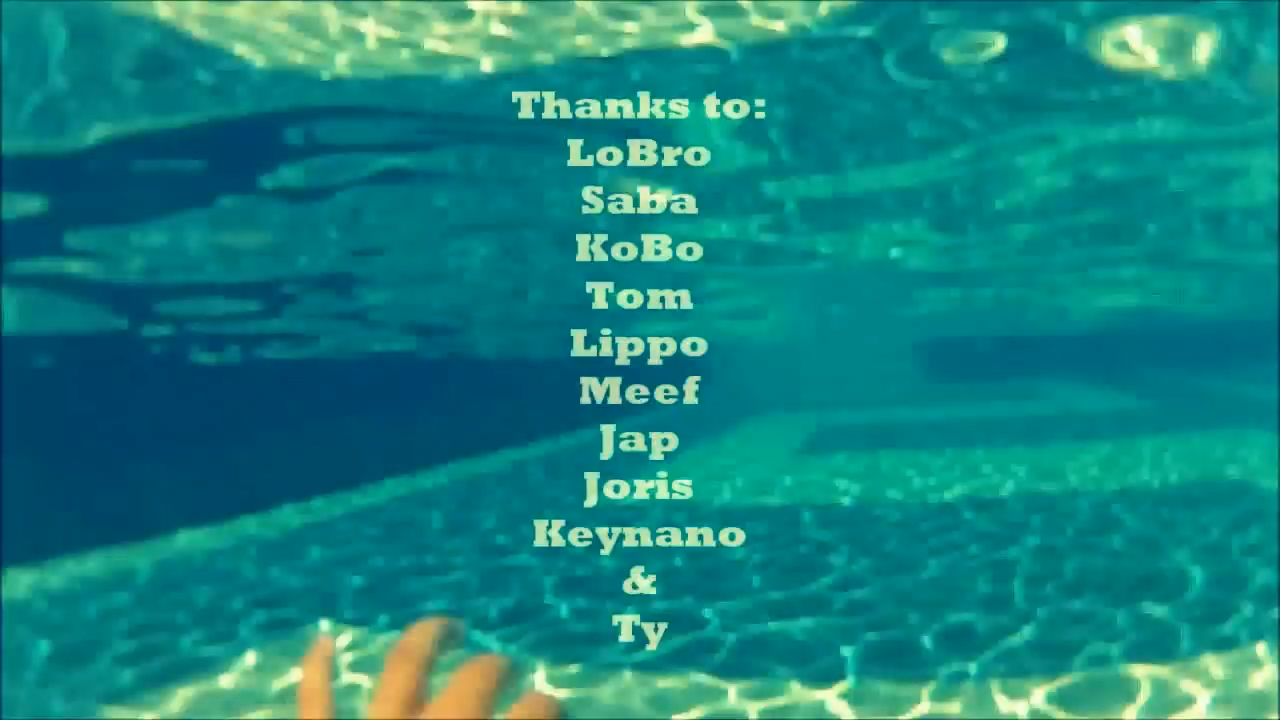 Thanks to:
LoBro
Saba
KoBo
Tom
Lippo
Meef
Jap
Joris
Keynano
&
Ty